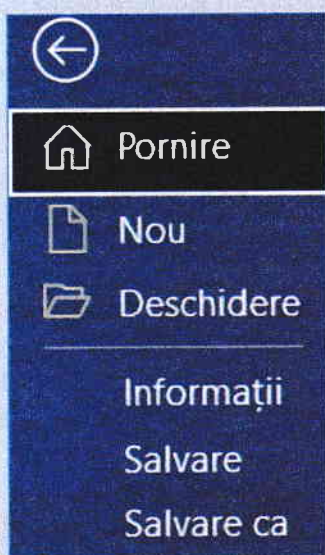 Pornire
Nou
Deschidere
Informații
Salvare
Salvare ca